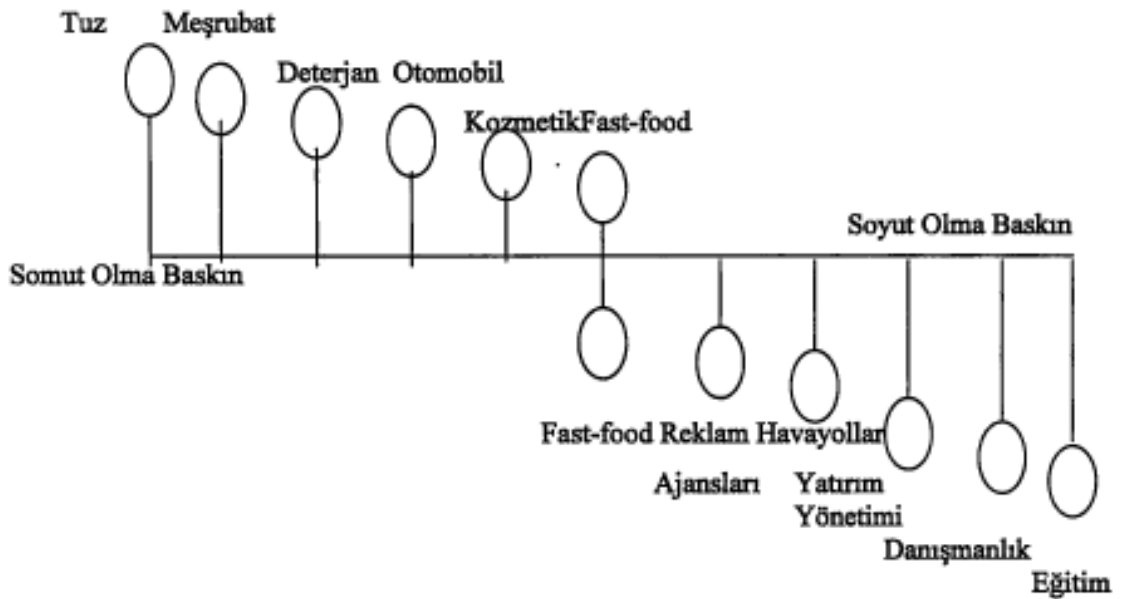 Tuz Meşrubat
Deterjan Otomobil
KozmetikFast-food
Soyut Olma Baskın
Somut Olma Baskın
Fast-food Reklam Havayolları
Ajansları Yatırım
Yönetimi
Danışmanlık
Eğitim